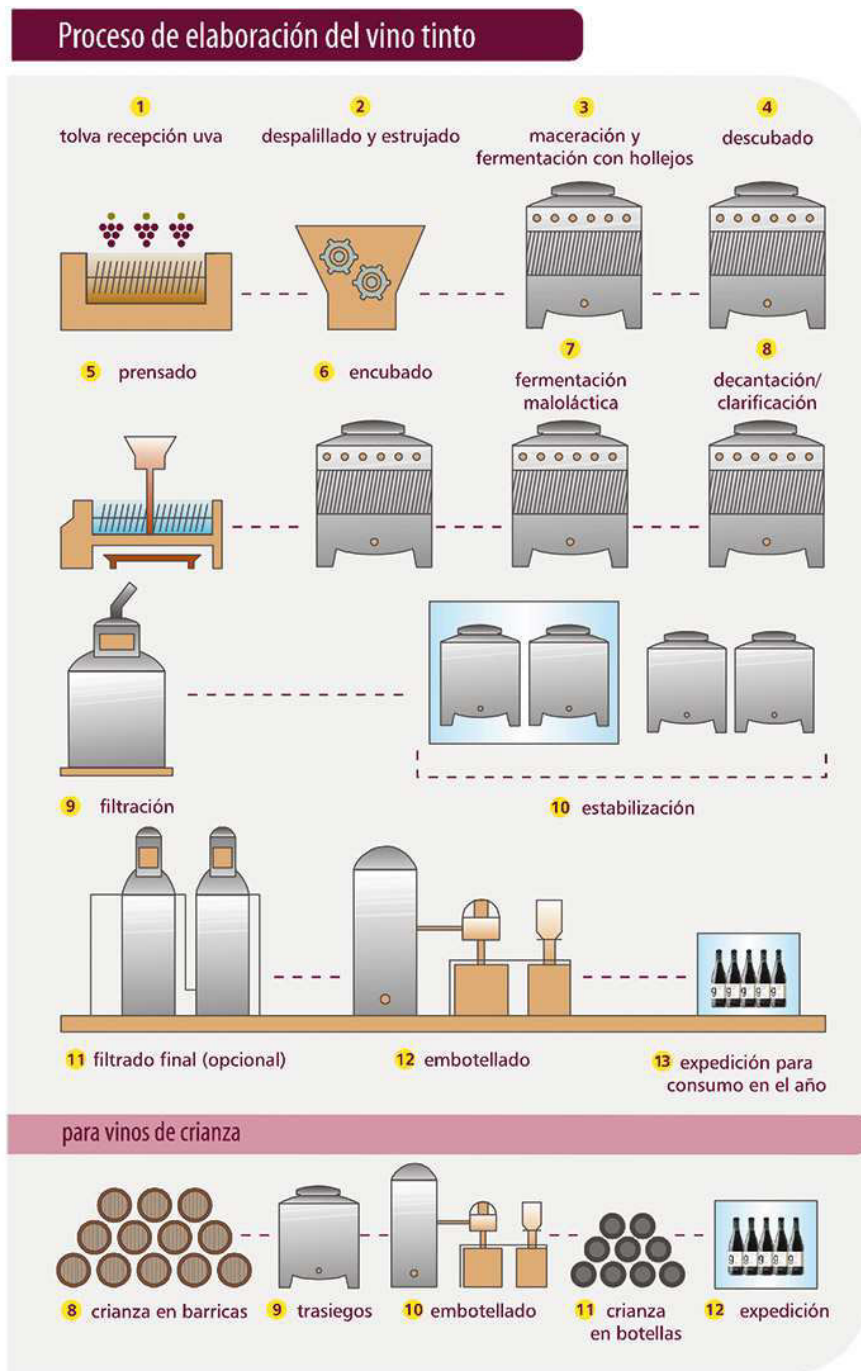 Proceso de elaboración del vino tinto
1
tolva recepción uva
2
despalillado y estrujado
3
maceración y
fermentación con hollejos
4
descubado
5 prensado
6 encubado
7
fermentación
maloláctica
8
decantación/
clarificación
9 filtración
10 estabilización
11 filtrado final (opcional)
12 embotellado
13 expedición para
consumo en el año
para vinos de crianza
8 crianza en barricas
9 trasiegos
10 embotellado
11 crianza
en botellas
12 expedición